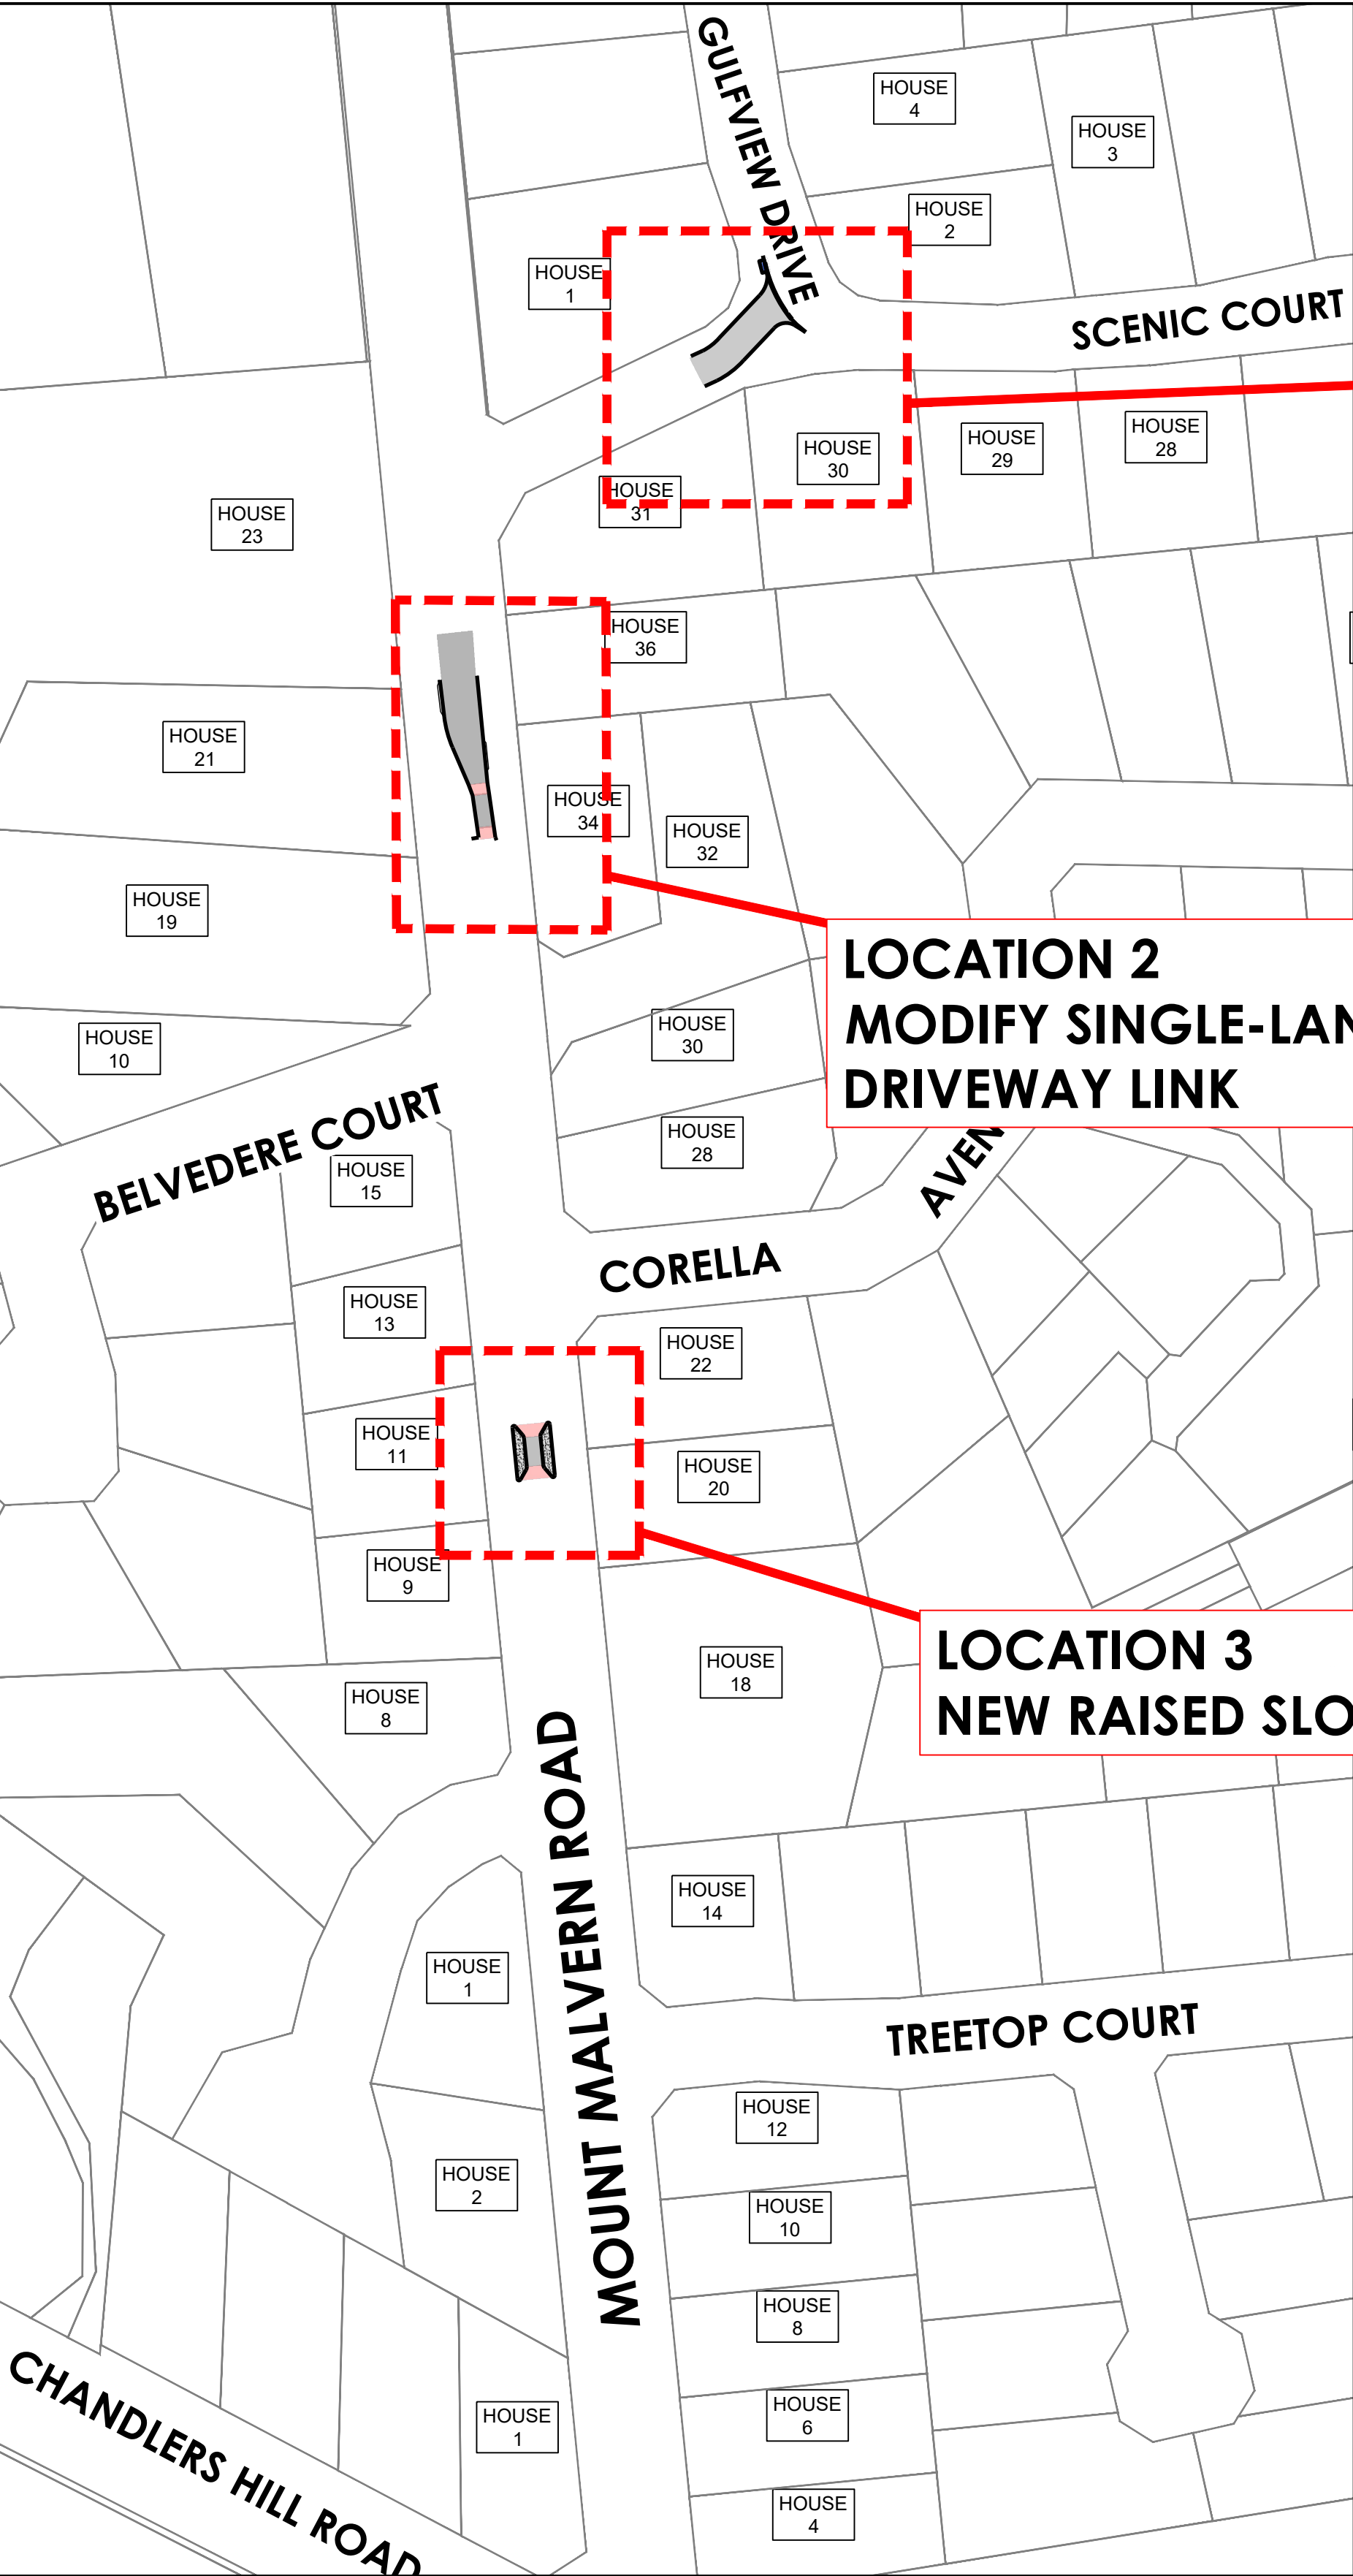 GULFVIEW DRIVE
HOUSE
4
HOUSE
3
HOUSE
2
HOUSE
1
SCENIC COURT
HOUSE
30
HOUSE
29
HOUSE
28
HOUSE
31
HOUSE
23
HOUSE
36
HOUSE
21
HOUSE
34
HOUSE
32
HOUSE
19
LOCATION 2
MODIFY SINGLE-LAN
DRIVEWAY LINK
HOUSE
10
HOUSE
30
BELVEDERE COURT
HOUSE
28
HOUSE
15
AVEN
CORELLA
HOUSE
13
HOUSE
22
HOUSE
11
HOUSE
20
HOUSE
9
LOCATION 3
NEW RAISED SLO
HOUSE
18
HOUSE
8
MOUNT MALVERN ROAD
HOUSE
14
HOUSE
1
TREETOP COURT
HOUSE
12
HOUSE
2
HOUSE
10
HOUSE
8
HOUSE
6
HOUSE
1
CHANDLERS HILL ROAD
HOUSE
4